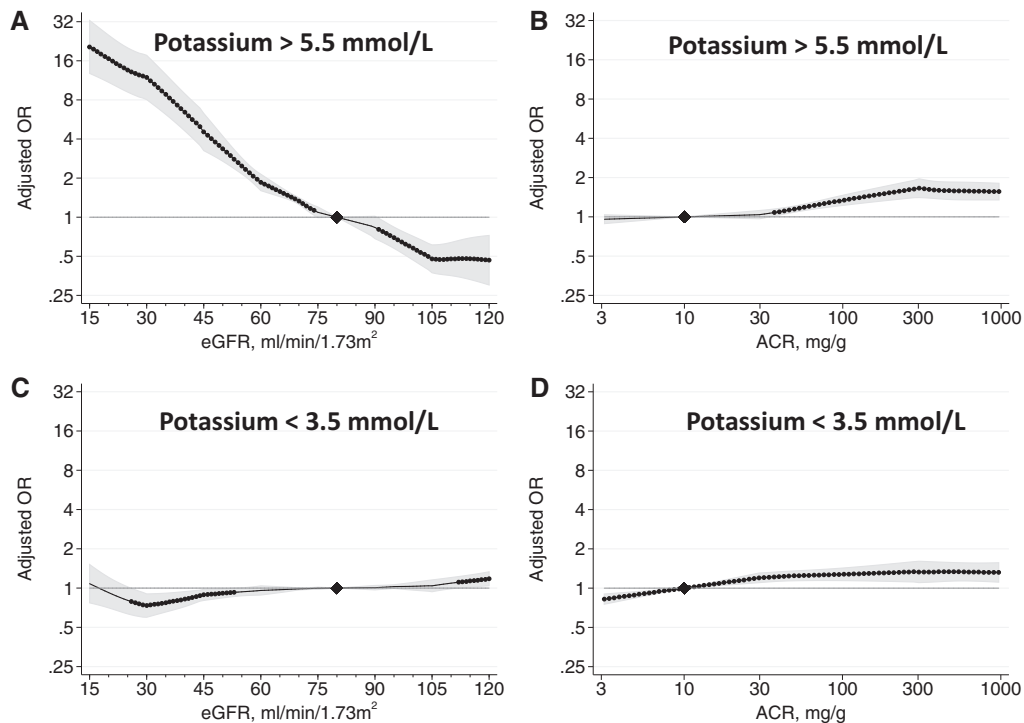 A
Potassium > 5.5 mmol/L
Adjusted OR
32
16
8
4
2
1
.5
.25
15 30 45 60 75 90 105 120
eGFR, ml/min/1.73m²
B
Potassium > 5.5 mmol/L
Adjusted OR
32
16
8
4
2
1
.5
.25
3 10 30 100 300 1000
ACR, mg/g
C
Potassium < 3.5 mmol/L
Adjusted OR
32
16
8
4
2
1
.5
.25
15 30 45 60 75 90 105 120
eGFR, ml/min/1.73m²
D
Potassium < 3.5 mmol/L
Adjusted OR
32
16
8
4
2
1
.5
.25
3 10 30 100 300 1000
ACR, mg/g